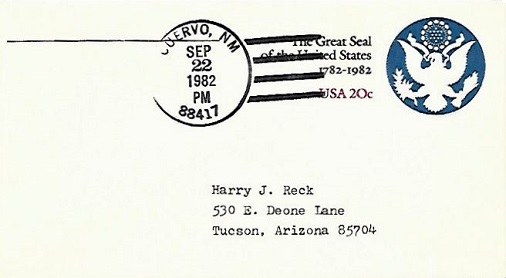 CUERVO, NM
SEP
22
1982
PM
88417
The Great Seal
of the United States
1782-1982
USA 20c
Harry J. Reck
530 E. Deone Lane
Tucson, Arizona 85704